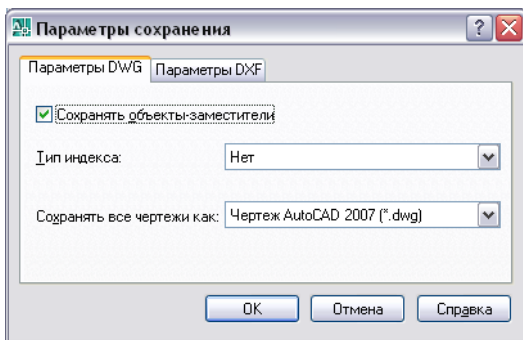 Параметры сохранения
Параметры DWG Параметры DXF
Сохранять объекты-заместители
Тип индекса: Нет
Сохранять все чертежи как: Чертеж AutoCAD 2007 (*.dwg)
OK Отмена Справка